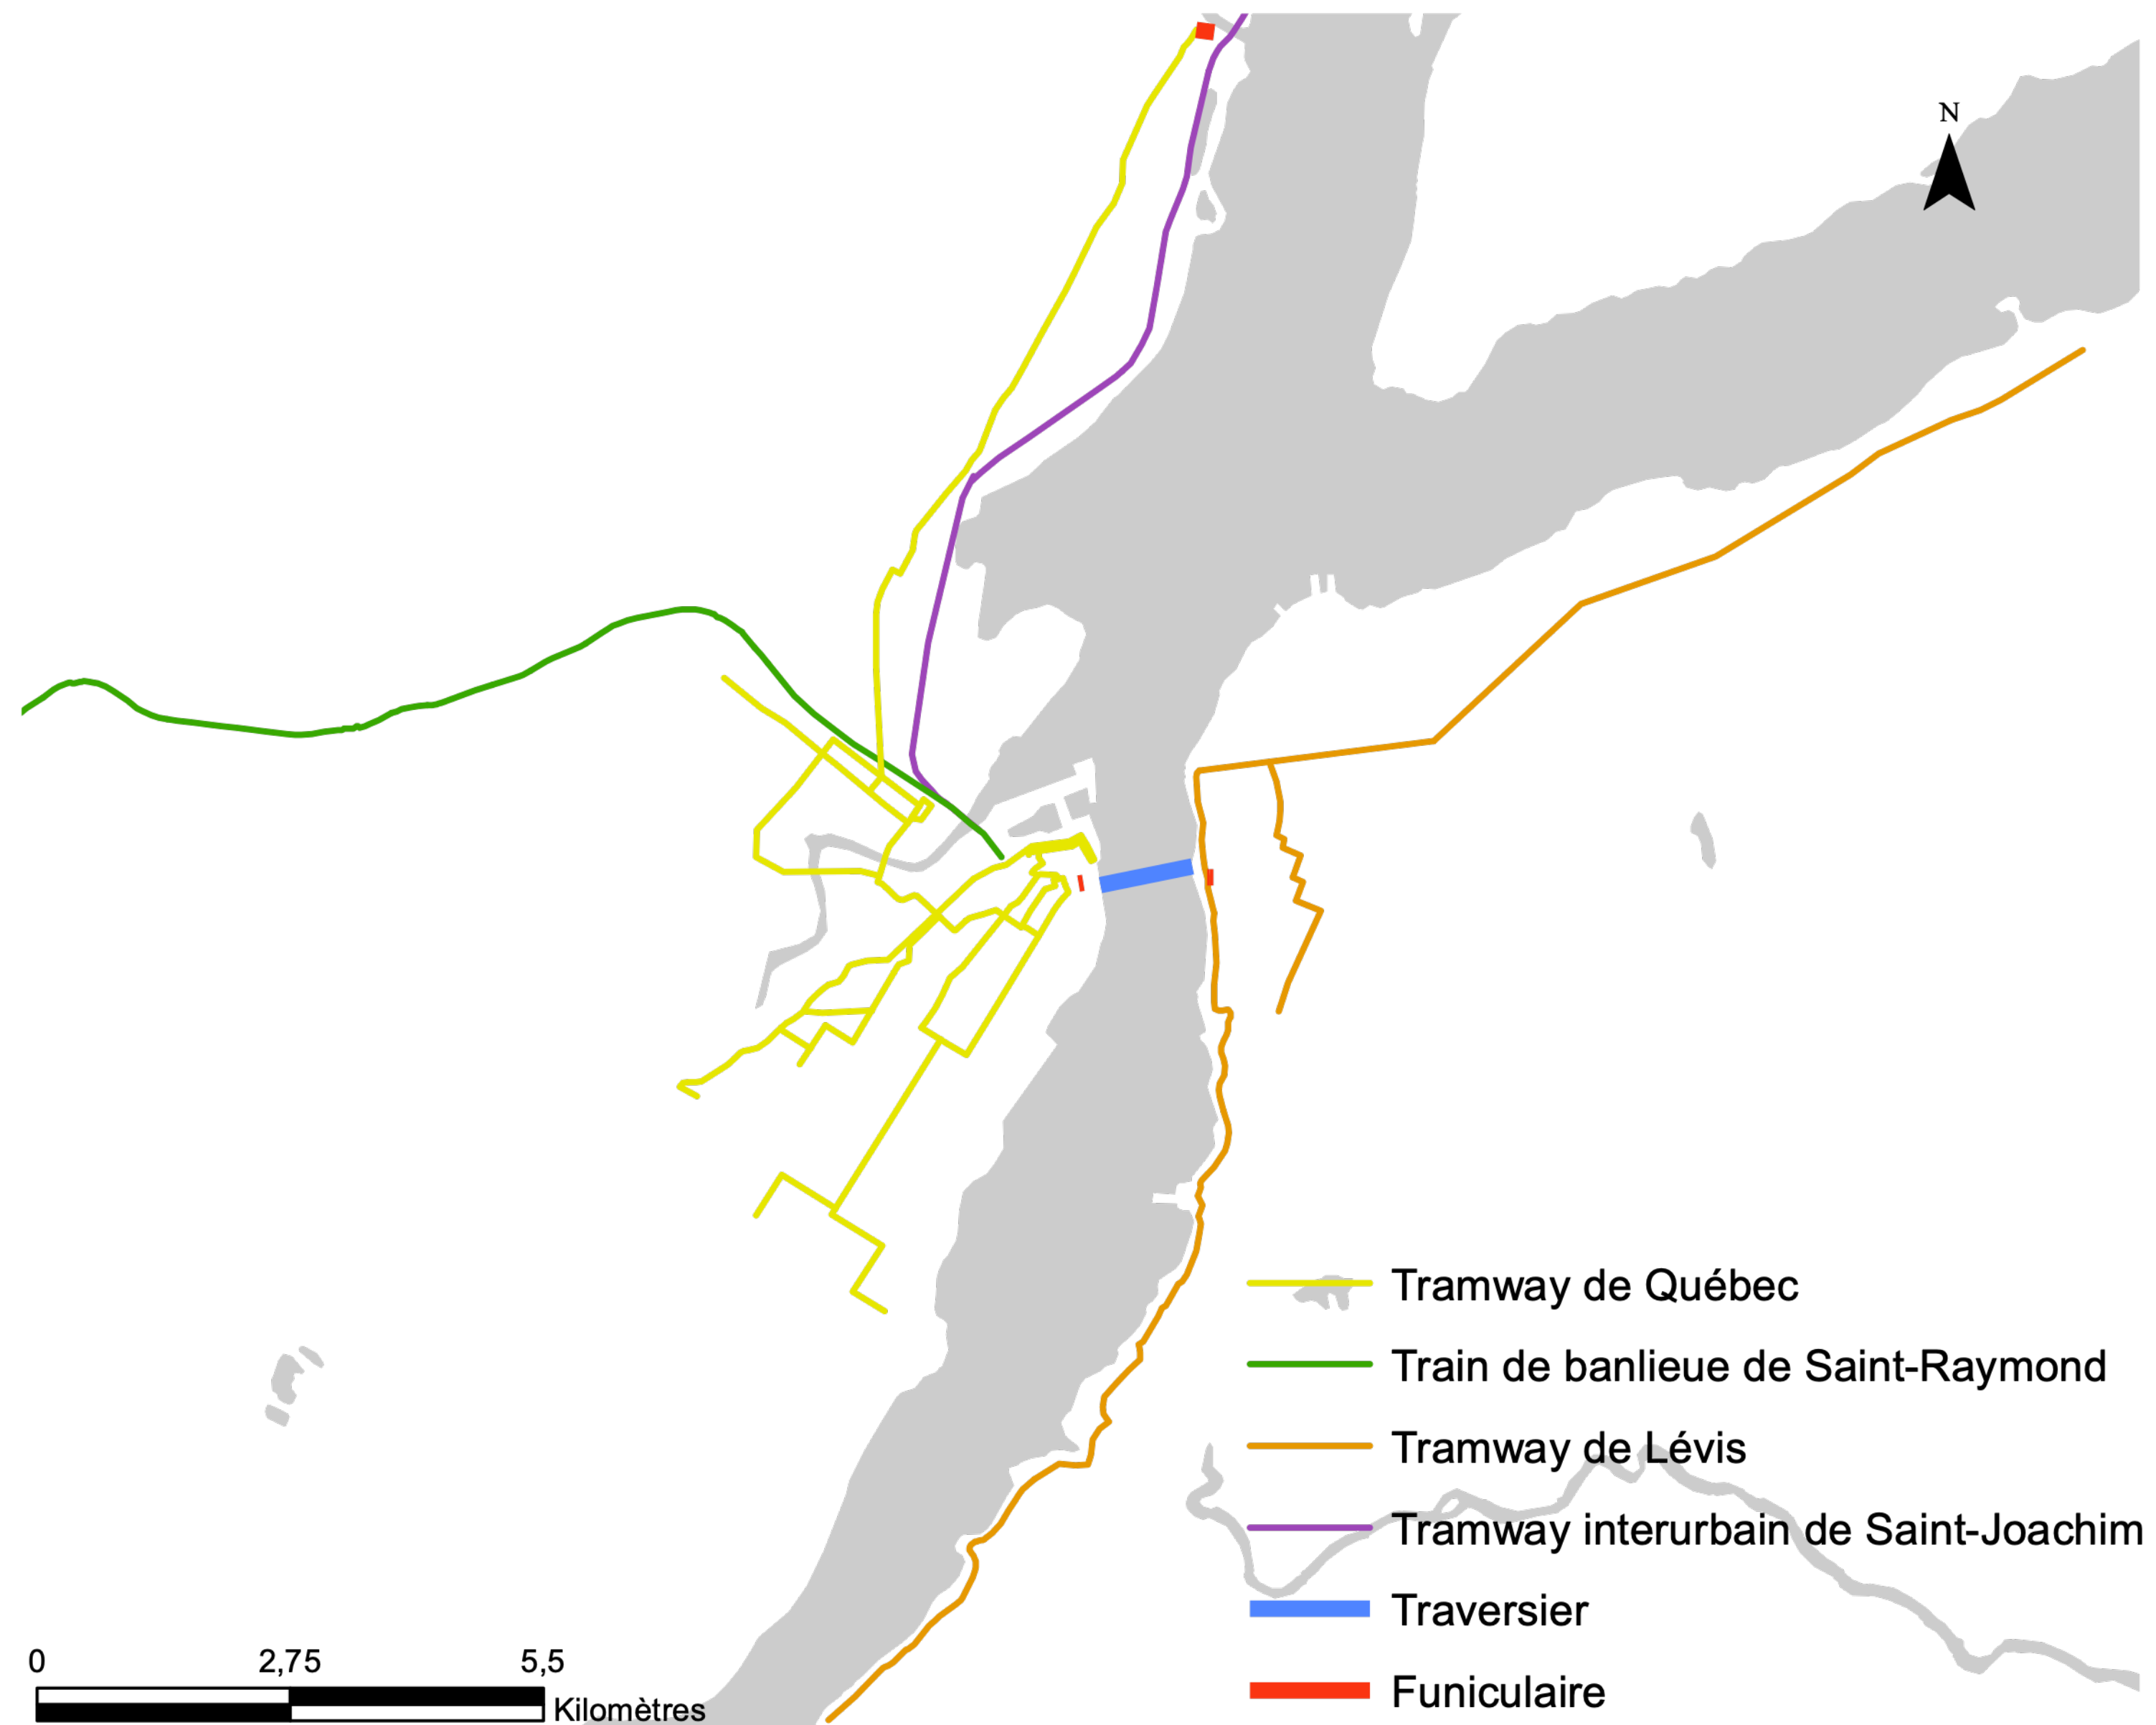 N
Tramway de Québec
Train de banlieue de Saint-Raymond
Tramway de Lévis
Tramway interurbain de Saint-Joachim
Traversier
Funiculaire
0 2,75 5,5
Kilomètres